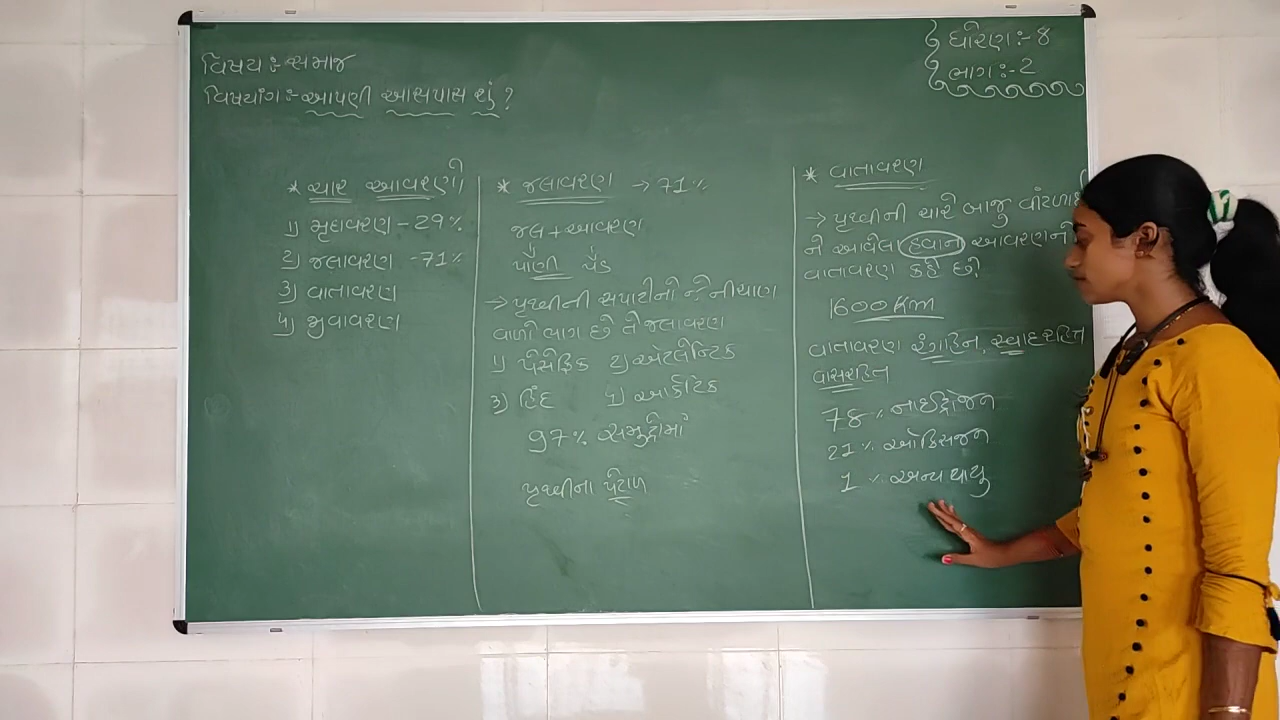 વિષય :- સમાજ
વિષયાંગ :- આપણી આસપાસ શું ?
ધોરણ :- 8
ભાગ :- 2
* ચાર આવરણો
1) મૃદાવરણ - 29 %
2) જલાવરણ - 71 %
3) વાતાવરણ
4) જીવાવરણ
* જલાવરણ → 71 %
જલ + આવરણ
પાણી પડ
→ પૃથ્વીની સપાટીનો જે નીચાણ
વાળો ભાગ છે તે જલાવરણ
1) પેસેફિક 2) એટલેન્ટિક
3) હિંદ 4) આર્કટિક
97 % સમુદ્રોમાં
પૃથ્વીના પેટાળ
* વાતાવરણ
→ પૃથ્વીની ચારે બાજુ વીંટળાઈ
ને આવેલા હવાના આવરણને
વાતાવરણ કહે છે.
1600 Km
વાતાવરણ રંગહિન, સ્વાદરહિત
વાસરહિત
78 % નાઈટ્રોજન
21 % ઓક્સિજન
1 % અન્ય વાયુ